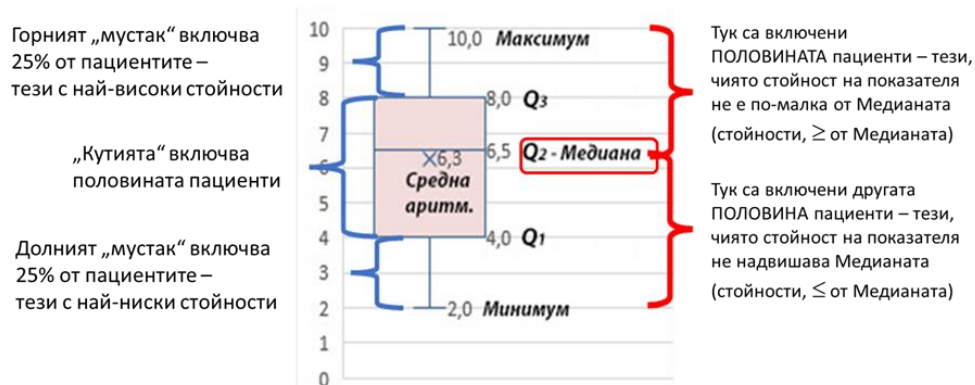 Горният „мустак“ включва
25% от пациентите –
тези с най-високи стойности
„Кутията“ включва
половината пациенти
Долният „мустак“ включва
25% от пациентите –
тези с най-ниски стойности
10
9
8
7
6
5
4
3
2
1
0
10,0 Максимум
8,0 Q3
6,5 Q2 - Медиана
6,3
Средна
аритм.
4,0 Q1
2,0 Минимум
Тук са включени
ПОЛОВИНАТА пациенти – тези,
чиято стойност на показателя
не е по-малка от Медианата
(стойности, ≥ от Медианата)
Тук са включени другата
ПОЛОВИНА пациенти – тези,
чиято стойност на показателя
не надвишава Медианата
(стойности, ≤ от Медианата)